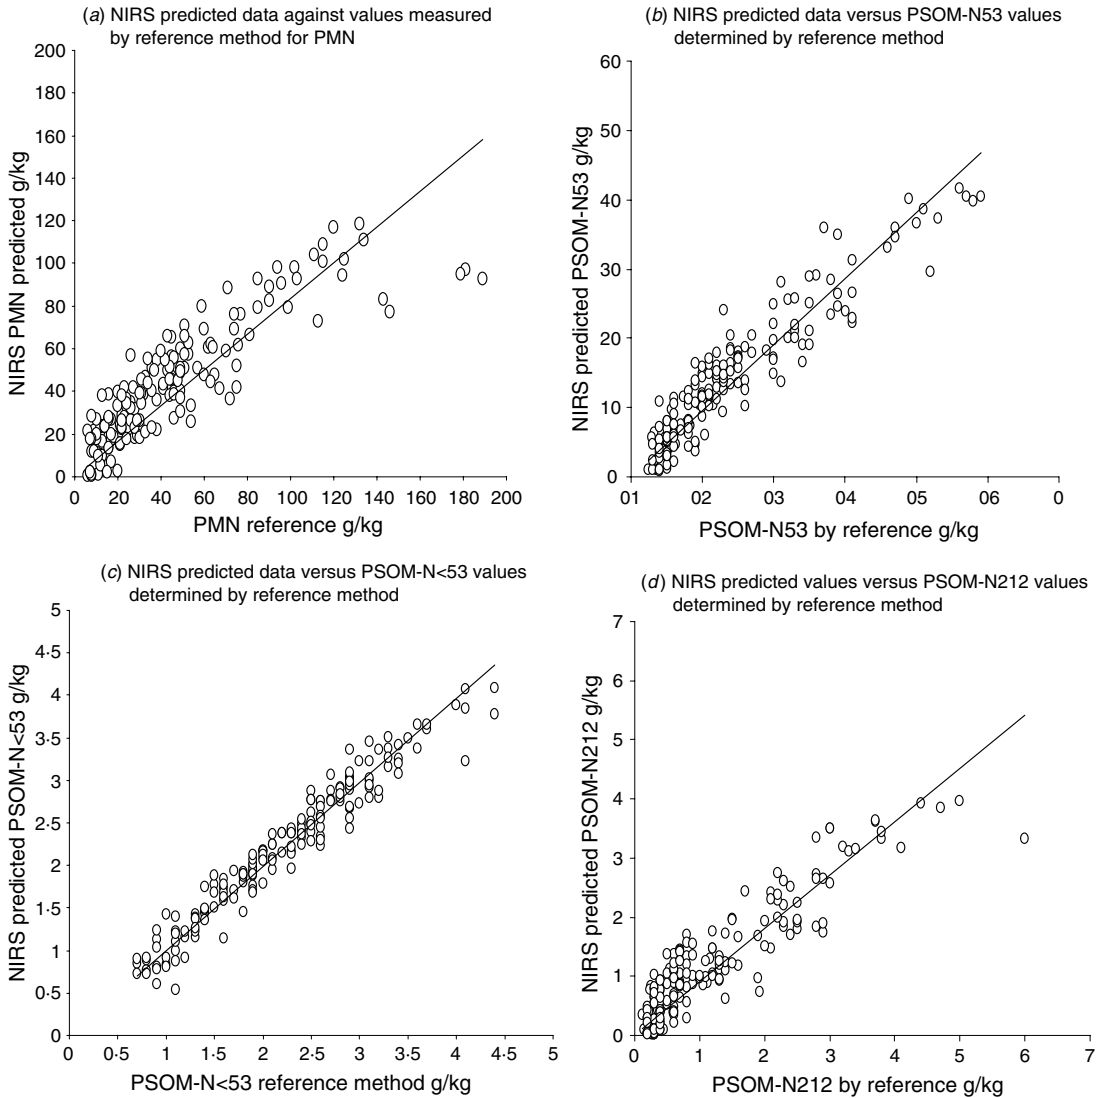 (a) NIRS predicted data against values measured
by reference method for PMN
200
180
160
140
120
100
80
60
40
20
0
NIRS PMN predicted g/kg
0 20 40 60 80 100 120 140 160 180 200
PMN reference g/kg
(b) NIRS predicted data versus PSOM-N53 values
determined by reference method
60
50
40
30
20
10
0
NIRS predicted PSOM-N53 g/kg
01 02 03 04 05 06 0
PSOM-N53 by reference g/kg
(c) NIRS predicted data versus PSOM-N<53 values
determined by reference method
5
4·5
4
3·5
3
2·5
2
1·5
1
0·5
0
NIRS predicted PSOM-N<53 g/kg
0 0·5 1 1·5 2 2·5 3 3·5 4 4·5 5
PSOM-N<53 reference method g/kg
(d) NIRS predicted values versus PSOM-N212 values
determined by reference method
7
6
5
4
3
2
1
0
NIRS predicted PSOM-N212 g/kg
0 1 2 3 4 5 6 7
PSOM-N212 by reference g/kg